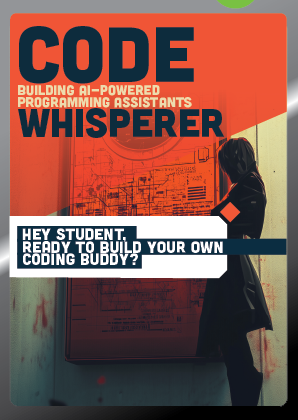 CODE
BUILDING AI-POWERED
PROGRAMMING ASSISTANTS
WHISPERER
HEY STUDENT,
READY TO BUILD YOUR OWN
CODING BUDDY?